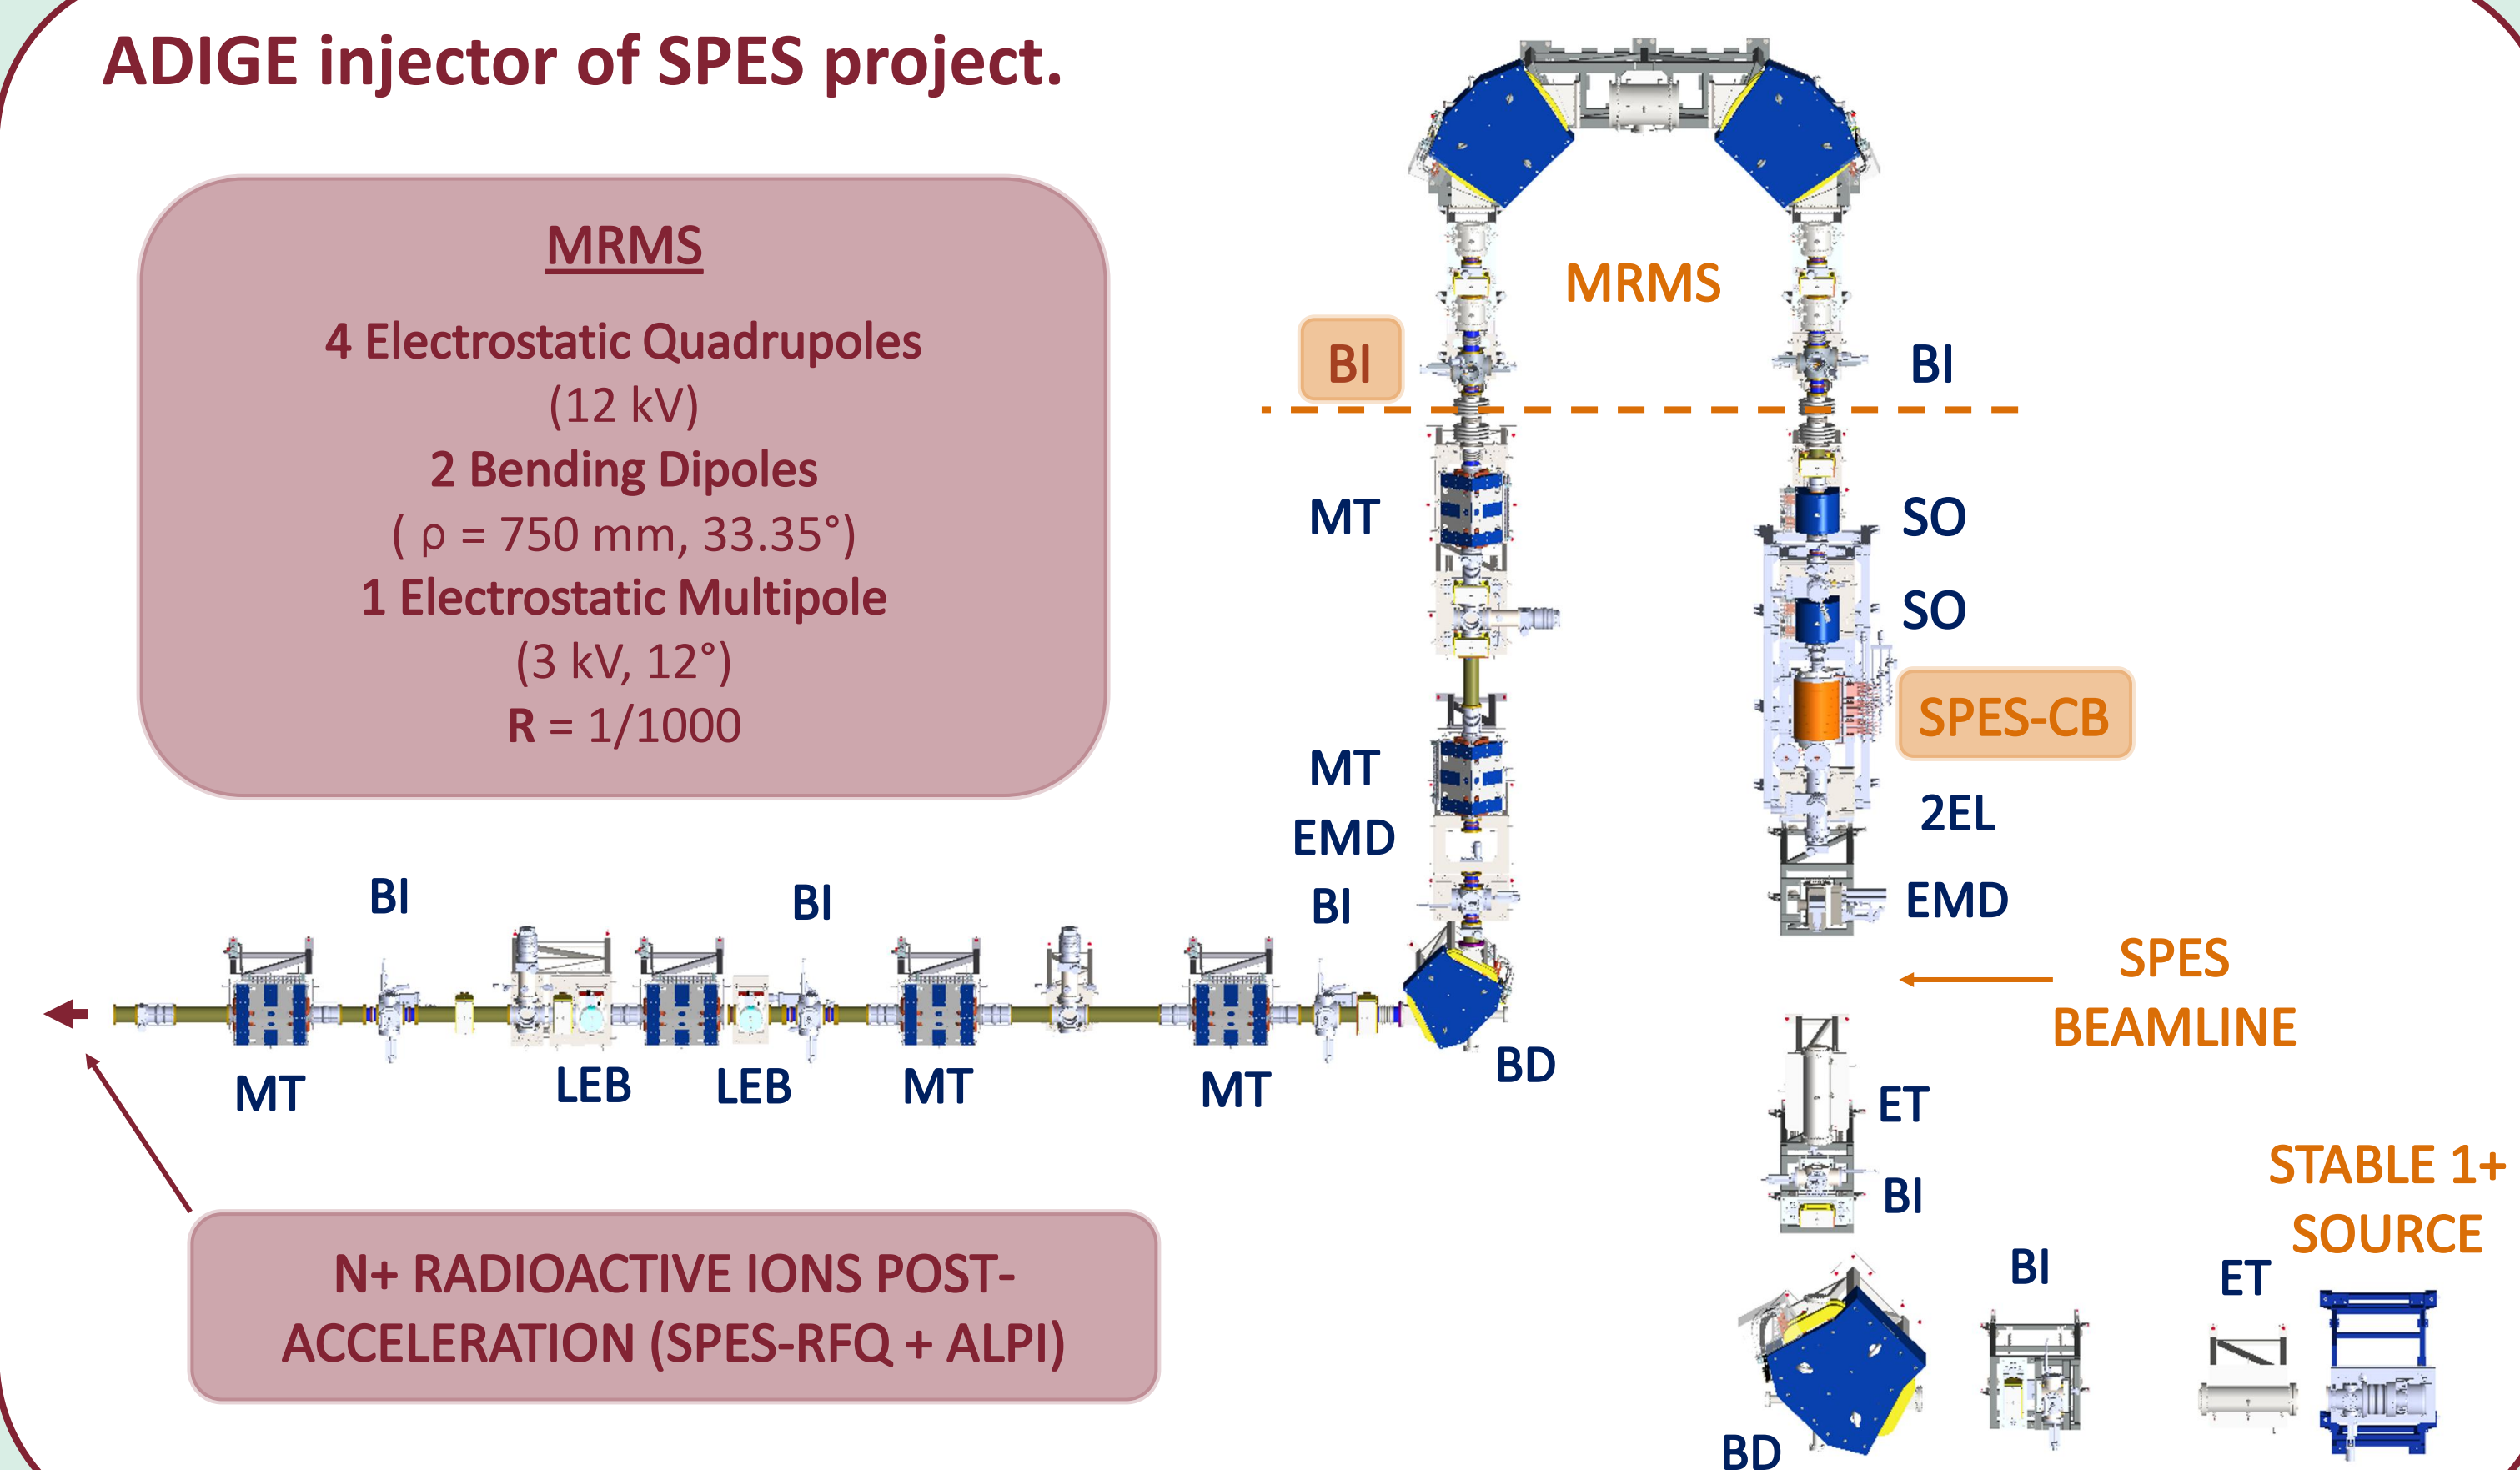 ADIGE injector of SPES project.
MRMS
4 Electrostatic Quadrupoles
(12 kV)
2 Bending Dipoles
( ρ = 750 mm, 33.35°)
1 Electrostatic Multipole
(3 kV, 12°)
R = 1/1000
MRMS
BI
BI
MT
SO
SO
SPES-CB
MT
2EL
EMD
BI
EMD
BI
BI
SPES
BEAMLINE
MT
LEB
LEB
MT
MT
BD
ET
BI
STABLE 1+
SOURCE
BI
ET
BD
N+ RADIOACTIVE IONS POST-
ACCELERATION (SPES-RFQ + ALPI)